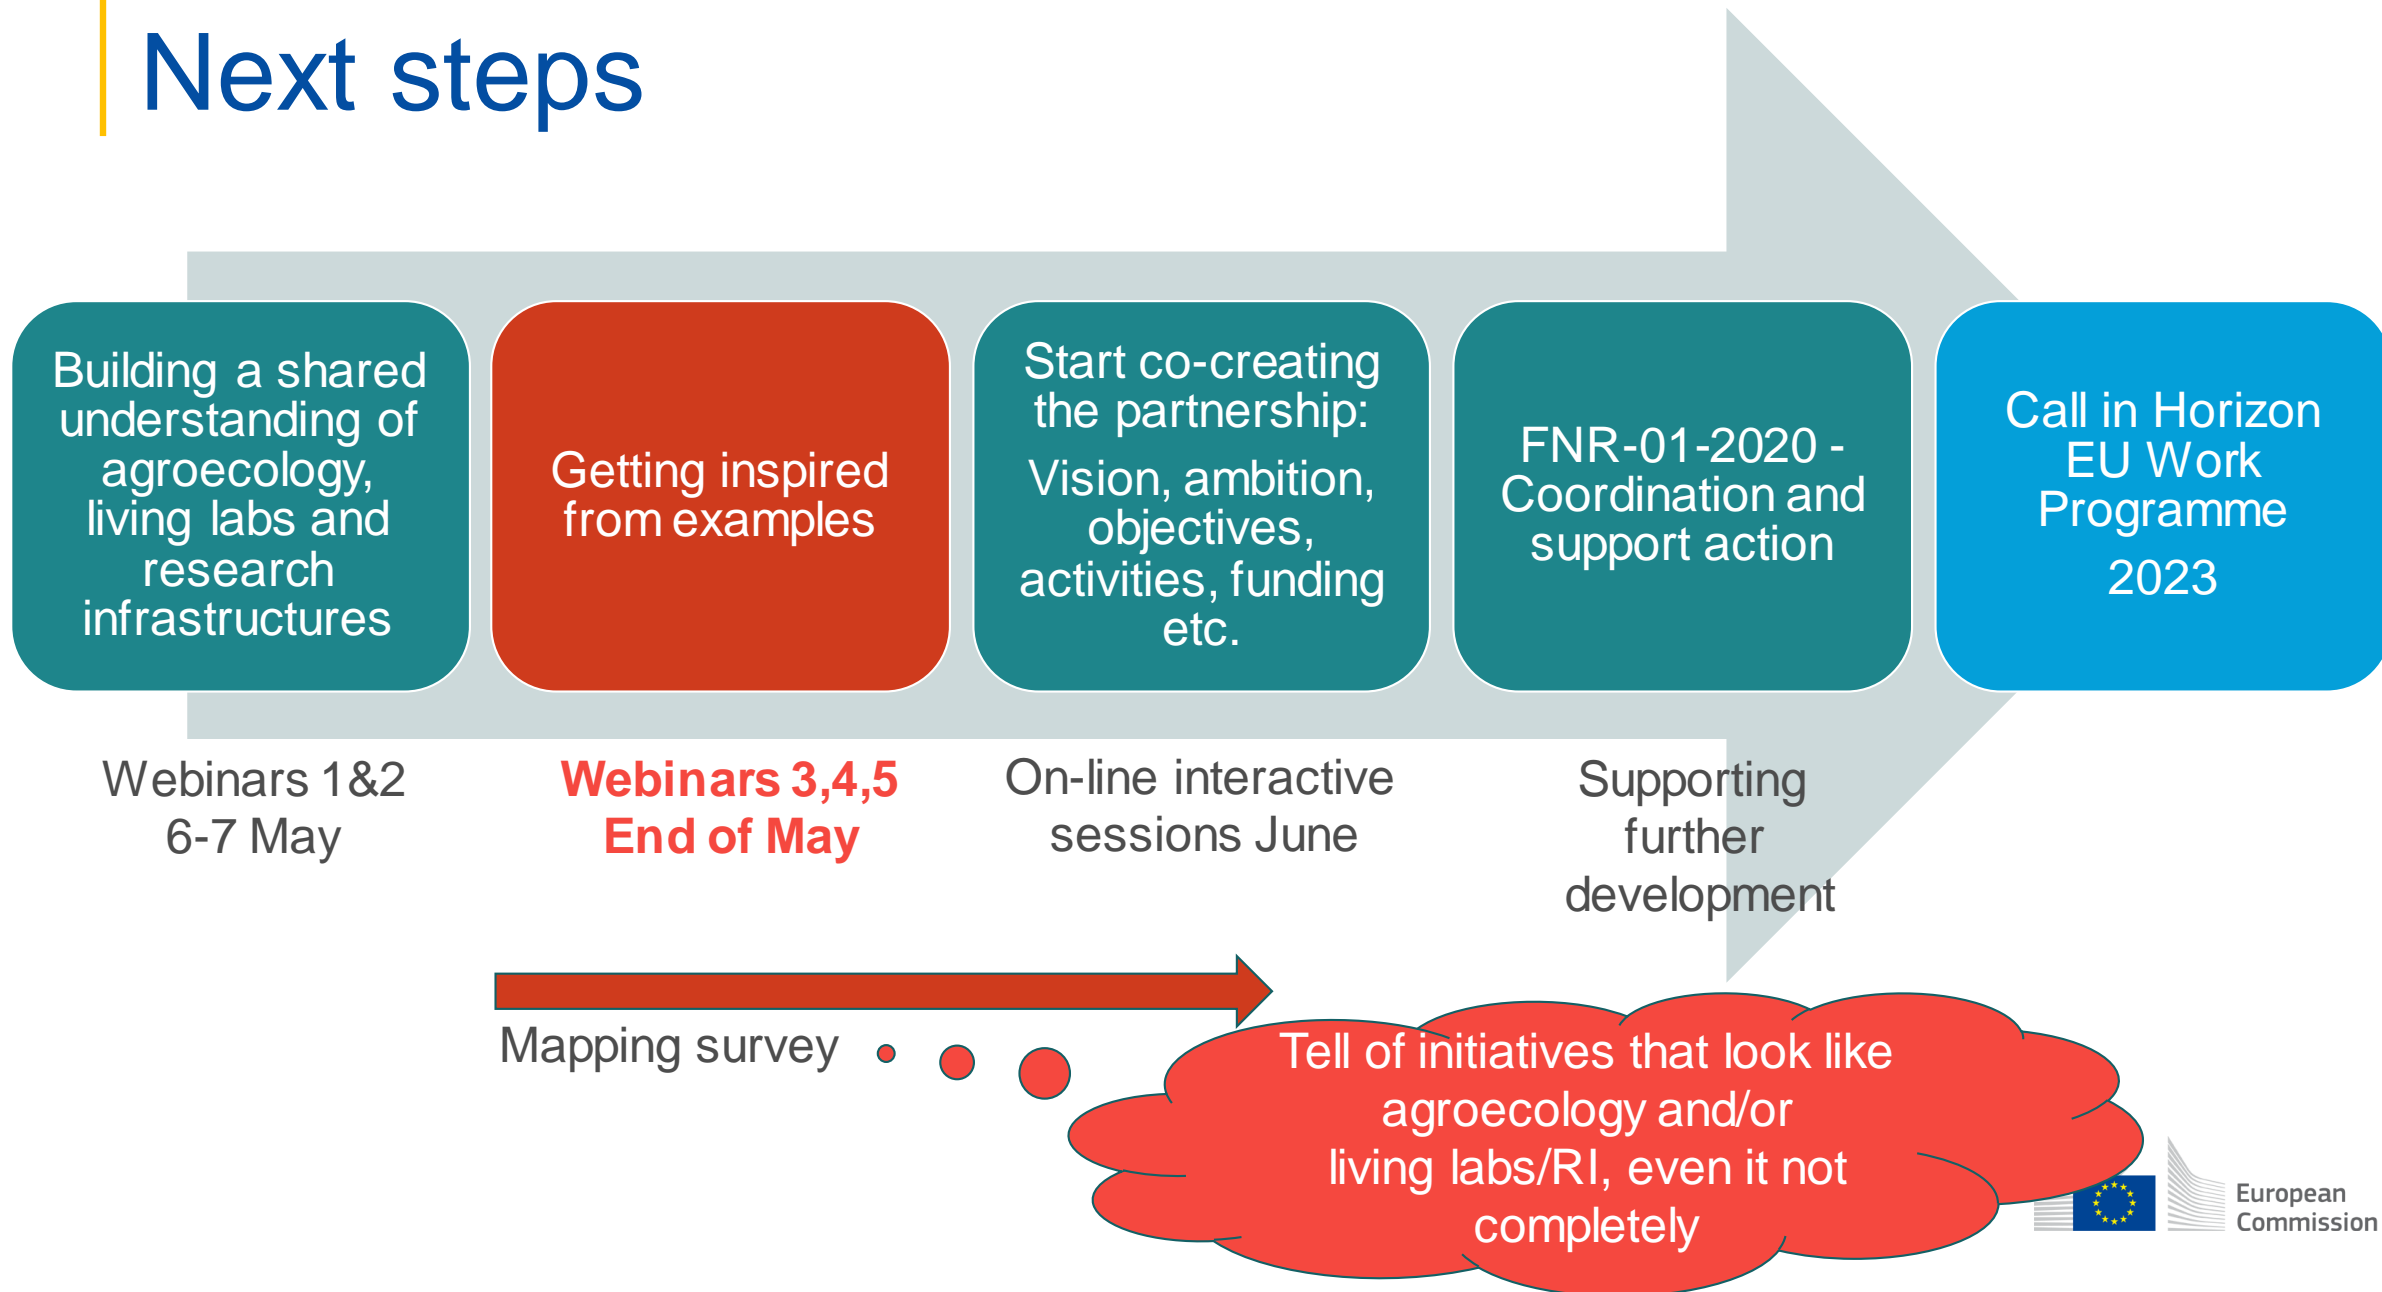 Next steps
Building a shared
understanding of
agroecology,
living labs and
research
infrastructures
Getting inspired
from examples
Start co-creating
the partnership:
Vision, ambition,
objectives,
activities, funding
etc.
FNR-01-2020 -
Coordination and
support action
Call in Horizon
EU Work
Programme
2023
Webinars 1&2
6-7 May
Webinars 3,4,5
End of May
On-line interactive
sessions June
Supporting
further
development
Mapping survey
Tell of initiatives that look like
agroecology and/or
living labs/RI, even it not
completely
European
Commission